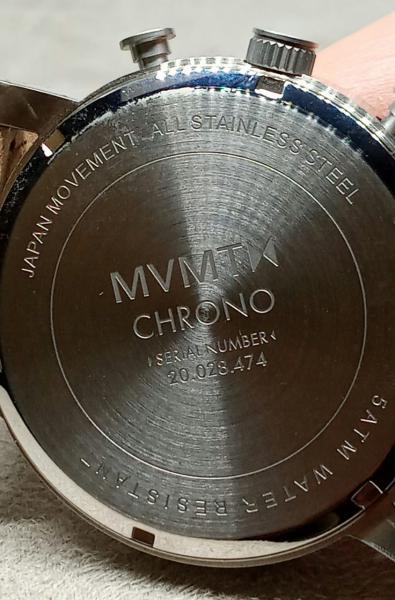 JAPAN MOVEMENT · ALL STAINLESS STEEL
MVMT
CHRONO
SERIAL NUMBER
20.028.474
5ATM WATER RESISTANT